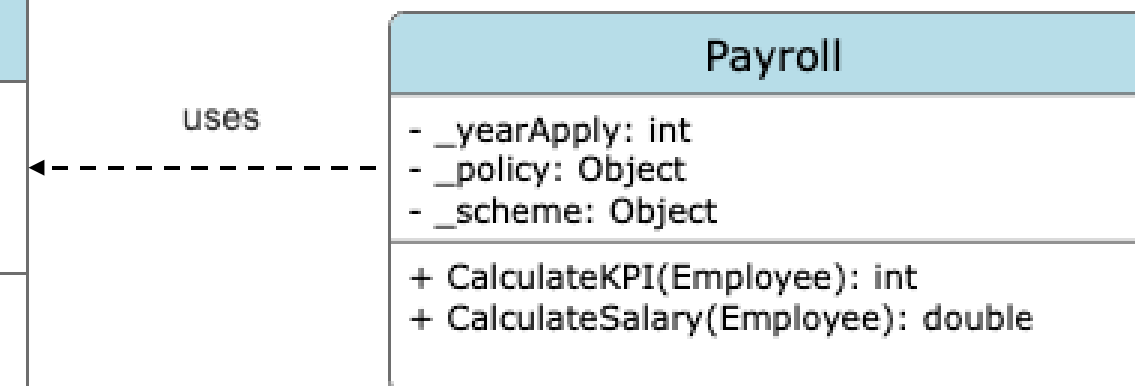 Payroll
uses
- _yearApply: int
- _policy: Object
- _scheme: Object
+ CalculateKPI(Employee): int
+ CalculateSalary(Employee): double